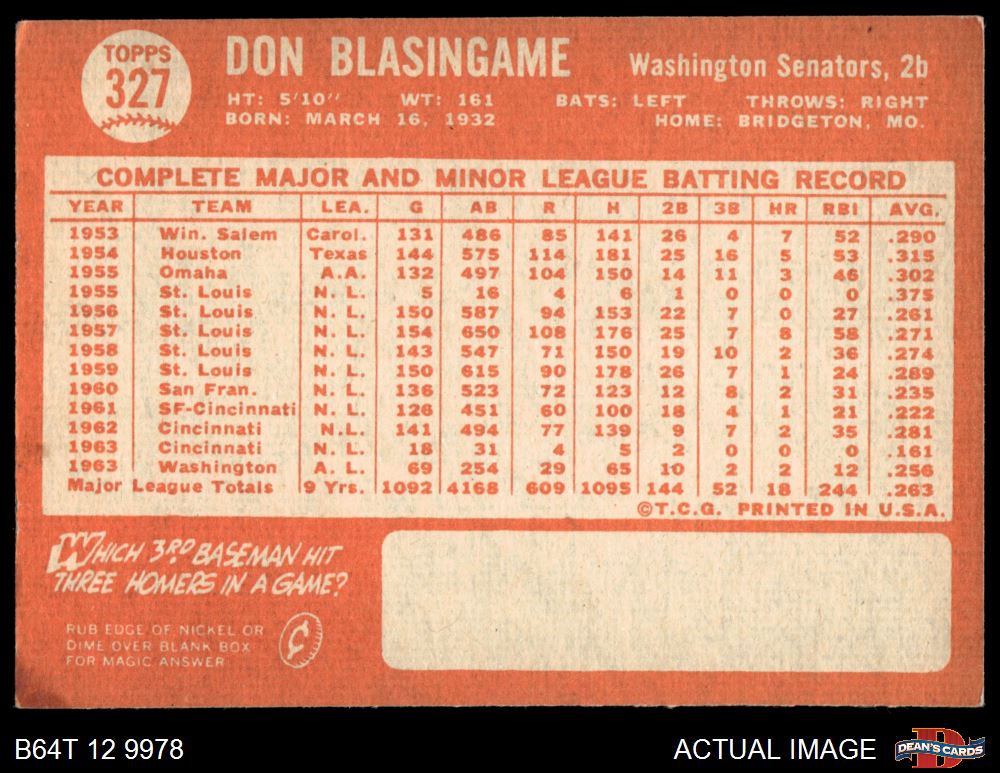 TOPPS
327
DON BLASINGAME
Washington Senators, 2b
HT: 5'10" WT: 161 BATS: LEFT THROWS: RIGHT
BORN: MARCH 16, 1932 HOME: BRIDGETON, MO.
COMPLETE MAJOR AND MINOR LEAGUE BATTING RECORD
YEAR TEAM LEA. G AB R H 2B 3B HR RBI AVG.
1953 Win. Salem Carol. 131 486 85 141 26 4 7 52 .290
1954 Houston Texas 144 575 114 181 25 16 5 53 .315
1955 Omaha A.A. 132 497 104 150 14 11 3 46 .302
1955 St. Louis N. L. 5 16 4 6 1 0 0 0 .375
1956 St. Louis N. L. 150 587 94 153 22 7 0 27 .261
1957 St. Louis N. L. 154 650 108 176 25 7 8 58 .271
1958 St. Louis N. L. 143 547 71 150 19 10 2 36 .274
1959 St. Louis N. L. 150 615 90 178 26 7 1 24 .289
1960 San Fran. N. L. 136 523 72 123 12 8 2 31 .235
1961 SF-Cincinnati N. L. 126 451 60 100 18 4 1 21 .222
1962 Cincinnati N.L. 141 494 77 139 9 7 2 35 .281
1963 Cincinnati N. L. 18 31 4 5 2 0 0 0 .161
1963 Washington A. L. 69 254 29 65 10 2 2 12 .256
Major League Totals 9 Yrs. 1092 4168 609 1095 144 52 18 244 .263
©T.C.G. PRINTED IN U.S.A.
WHICH 3RD BASEMAN HIT
THREE HOMERS IN A GAME?
RUB EDGE OF NICKEL OR
DIME OVER BLANK BOX
FOR MAGIC ANSWER
B64T 12 9978
ACTUAL IMAGE
D
DEAN'S CARDS